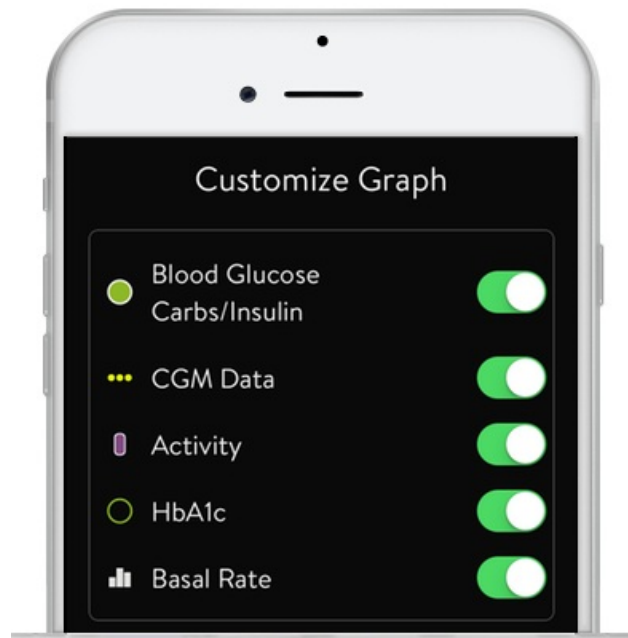 Customize Graph
Blood Glucose
Carbs/Insulin
CGM Data
Activity
HbA1c
Basal Rate